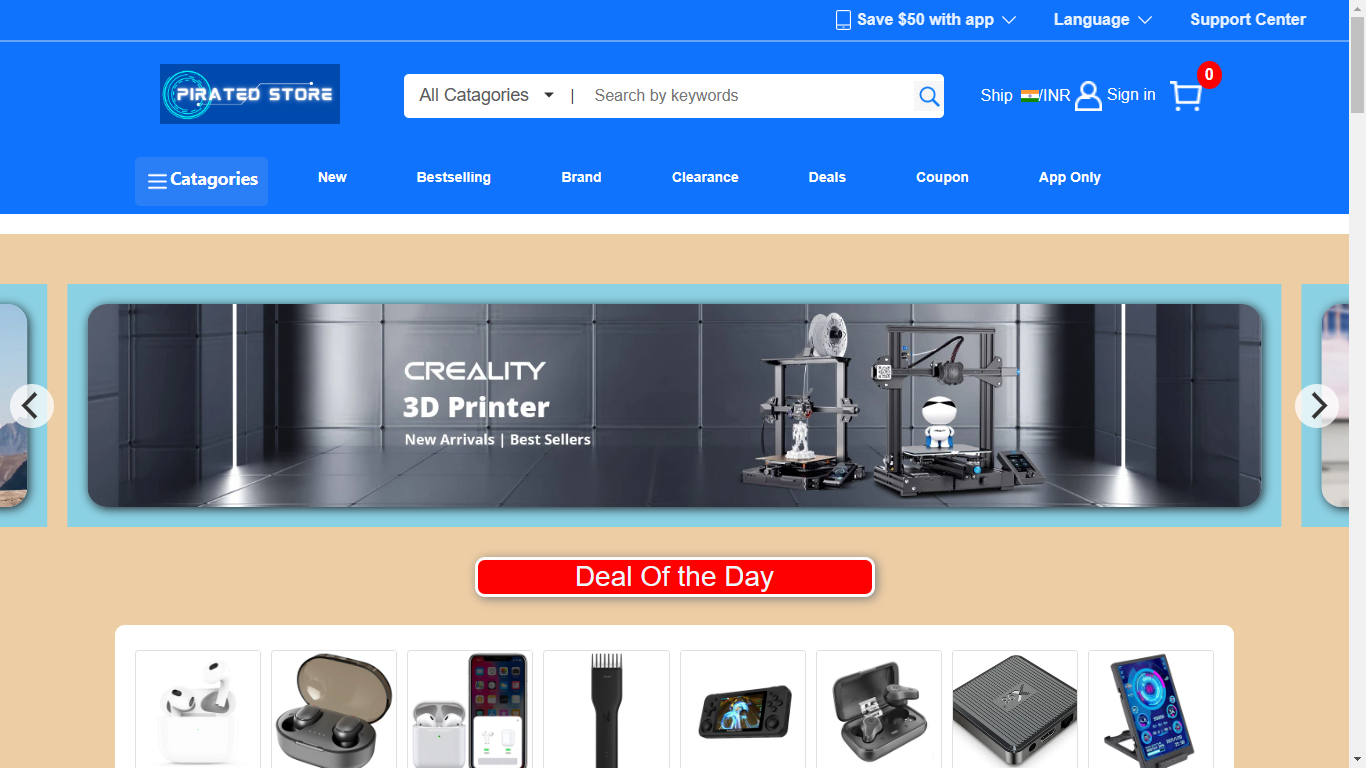 Save $50 with app
Language
Support Center
PIRATED STORE
All Catagories
|
Search by keywords
Ship
/INR
Sign in
0
Catagories
New
Bestselling
Brand
Clearance
Deals
Coupon
App Only
CREALITY
3D Printer
New Arrivals | Best Sellers
Deal Of the Day